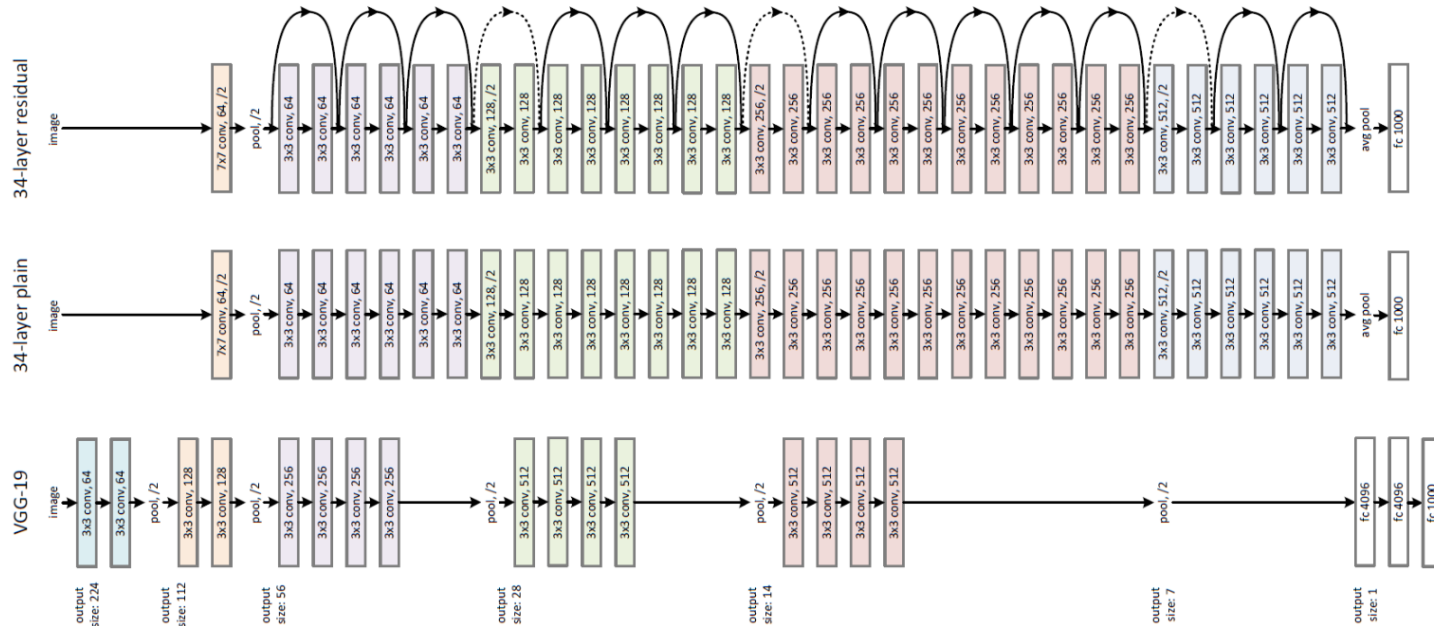 34-layer residual
image
7x7 conv, 64, /2
pool, /2
3x3 conv, 64
3x3 conv, 64
3x3 conv, 64
3x3 conv, 64
3x3 conv, 64
3x3 conv, 64
3x3 conv, 128, /2
3x3 conv, 128
3x3 conv, 128
3x3 conv, 128
3x3 conv, 128
3x3 conv, 128
3x3 conv, 128
3x3 conv, 128
3x3 conv, 256, /2
3x3 conv, 256
3x3 conv, 256
3x3 conv, 256
3x3 conv, 256
3x3 conv, 256
3x3 conv, 256
3x3 conv, 256
3x3 conv, 256
3x3 conv, 256
3x3 conv, 256
3x3 conv, 256
3x3 conv, 512, /2
3x3 conv, 512
3x3 conv, 512
3x3 conv, 512
3x3 conv, 512
3x3 conv, 512
avg pool
fc 1000
34-layer plain
image
7x7 conv, 64, /2
pool, /2
3x3 conv, 64
3x3 conv, 64
3x3 conv, 64
3x3 conv, 64
3x3 conv, 64
3x3 conv, 64
3x3 conv, 128, /2
3x3 conv, 128
3x3 conv, 128
3x3 conv, 128
3x3 conv, 128
3x3 conv, 128
3x3 conv, 128
3x3 conv, 128
3x3 conv, 256, /2
3x3 conv, 256
3x3 conv, 256
3x3 conv, 256
3x3 conv, 256
3x3 conv, 256
3x3 conv, 256
3x3 conv, 256
3x3 conv, 256
3x3 conv, 256
3x3 conv, 256
3x3 conv, 256
3x3 conv, 512, /2
3x3 conv, 512
3x3 conv, 512
3x3 conv, 512
3x3 conv, 512
3x3 conv, 512
avg pool
fc 1000
VGG-19
image
3x3 conv, 64
3x3 conv, 64
pool, /2
3x3 conv, 128
3x3 conv, 128
pool, /2
3x3 conv, 256
3x3 conv, 256
3x3 conv, 256
3x3 conv, 256
pool, /2
3x3 conv, 512
3x3 conv, 512
3x3 conv, 512
3x3 conv, 512
pool, /2
3x3 conv, 512
3x3 conv, 512
3x3 conv, 512
3x3 conv, 512
pool, /2
fc 4096
fc 4096
fc 1000
output
size: 224
output
size: 112
output
size: 56
output
size: 28
output
size: 14
output
size: 7
output
size: 1